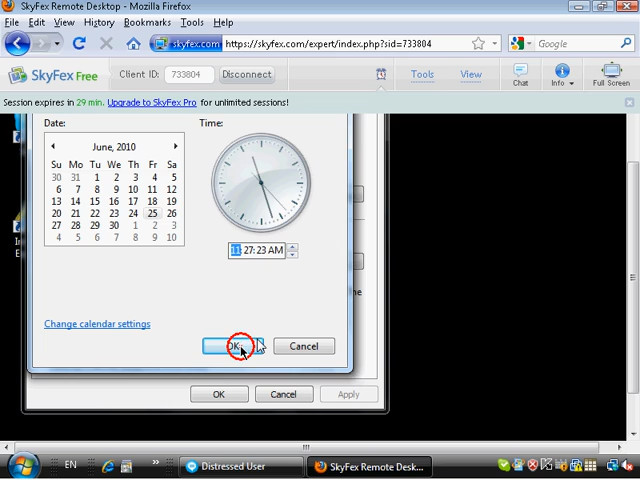 SkyFex Remote Desktop - Mozilla Firefox
File Edit View History Bookmarks Tools Help
skyfex.com https://skyfex.com/expert/index.php?sid=733804 Google
SkyFex Free Client ID: 733804 Disconnect Tools View Chat Info Full Screen
Session expires in 29 min. Upgrade to SkyFex Pro for unlimited sessions!
Date: Time:
June, 2010
Su Mo Tu We Th Fr Sa
30 31 1 2 3 4 5
6 7 8 9 10 11 12
13 14 15 16 17 18 19
20 21 22 23 24 25 26
27 28 29 30 1 2 3
4 5 6 7 8 9 10
11:27:23 AM
Change calendar settings
OK Cancel
OK Cancel Apply
EN » Distressed User SkyFex Remote Desk...